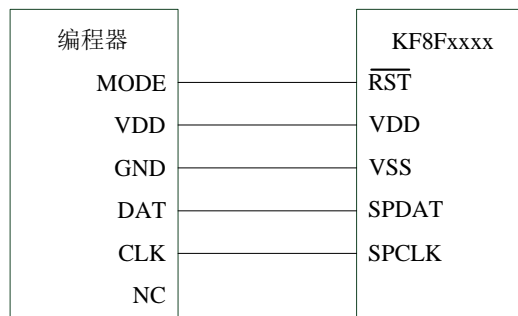 编程器
KF8Fxxxx
MODE
RST
VDD
VDD
GND
VSS
DAT
SPDAT
CLK
SPCLK
NC